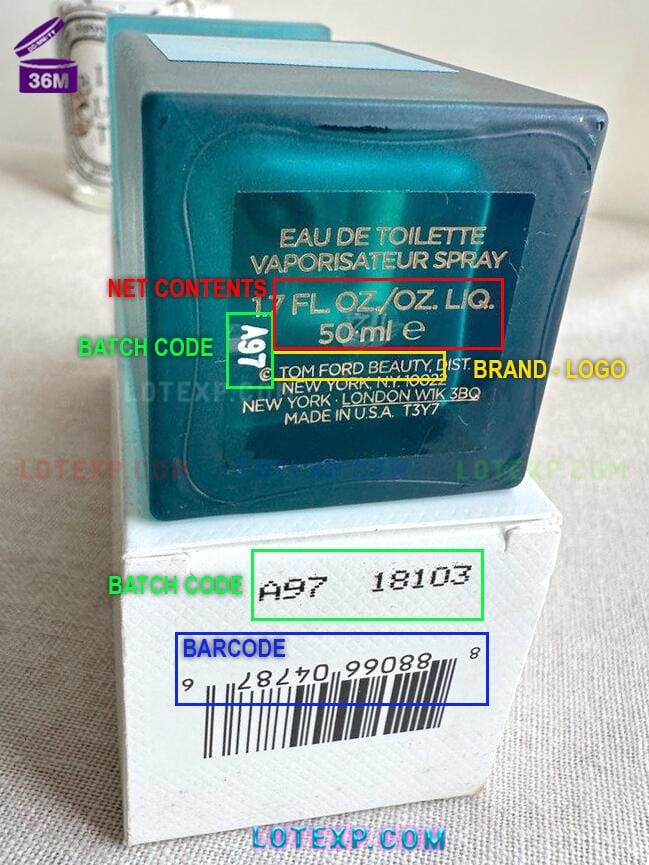 DO-MNETY
36M
EAU DE TOILETTE
VAPORISATEUR SPRAY
NET CONTENTS
1.7 FL. OZ./OZ. LIQ.
50 ml e
BATCH CODE
A97
© TOM FORD BEAUTY, DIST.
BRAND - LOGO
NEW YORK, N.Y. 10022
LOTEXP.COM
NEW YORK · LONDON W1K 3BQ
MADE IN U.S.A. T3Y7
LOTEXP.COM LOTEXP.COM LOTEXP.COM
BATCH CODE
A97 18103
BARCODE
8 88066 04787 6
LOTEXP.COM